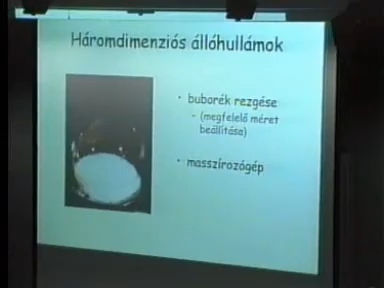 Háromdimenziós állóhullámok
• buborék rezgése
- (megfelelő méret
beállítása)
• masszírozógép